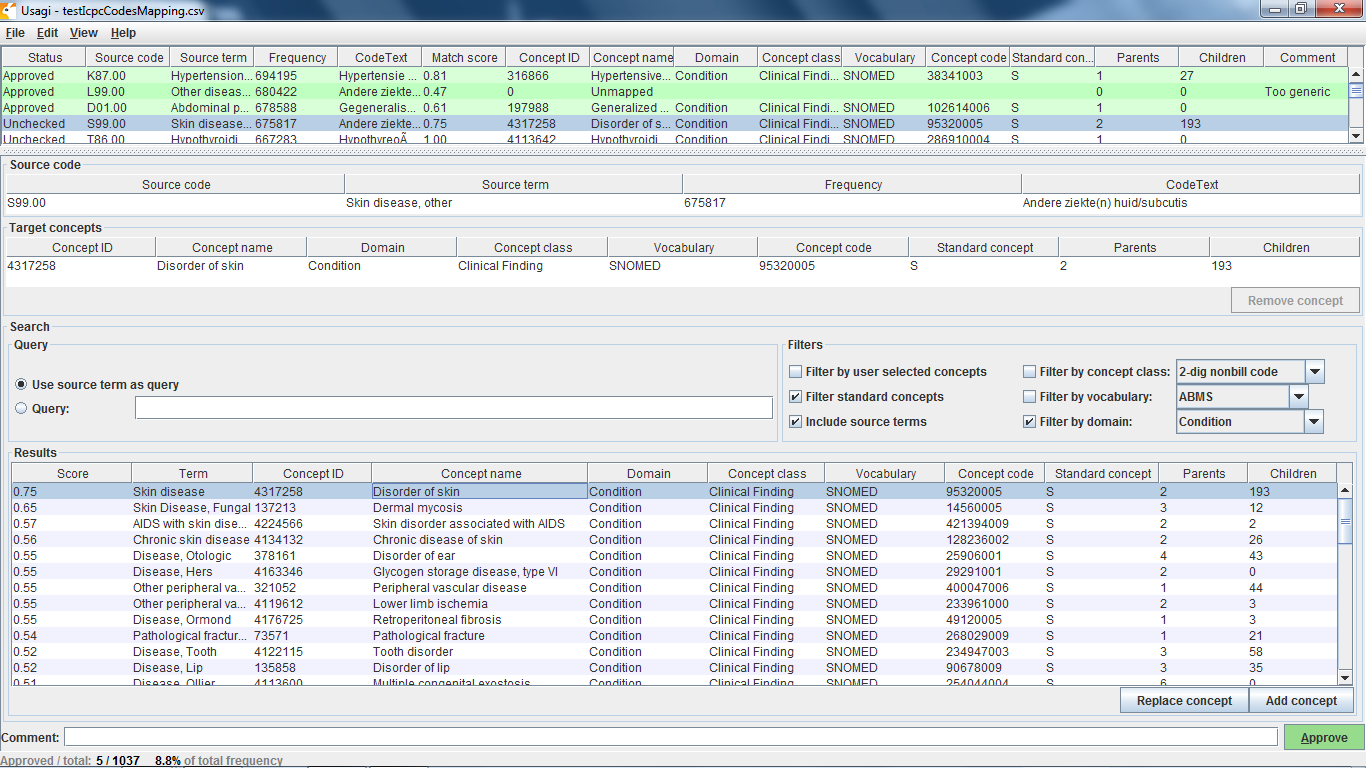 Usagi - testIcpcCodesMapping.csv
File Edit View Help
Status Source code Source term Frequency CodeText Match score Concept ID Concept name Domain Concept class Vocabulary Concept code Standard con... Parents Children Comment
Approved K87.00 Hypertension... 694195 Hypertensie ... 0.81 316866 Hypertensive... Condition Clinical Findi... SNOMED 38341003 S 1 27
Approved L99.00 Other diseas... 680422 Andere ziekte... 0.47 0 Unmapped 0 0 Too generic
Approved D01.00 Abdominal p... 678588 Gegeneralis... 0.61 197988 Generalized ... Condition Clinical Findi... SNOMED 102614006 S 1 0
Unchecked S99.00 Skin disease... 675817 Andere ziekte... 0.75 4317258 Disorder of s... Condition Clinical Findi... SNOMED 95320005 S 2 193
Unchecked T86.00 Hypothyroidi... 667283 HypothyreoÃ... 1.00 4113642 Hypothyroidi... Condition Clinical Findi... SNOMED 286910004 S 1 0
Source code
Source code Source term Frequency CodeText
S99.00 Skin disease, other 675817 Andere ziekte(n) huid/subcutis
Target concepts
Concept ID Concept name Domain Concept class Vocabulary Concept code Standard concept Parents Children
4317258 Disorder of skin Condition Clinical Finding SNOMED 95320005 S 2 193
Remove concept
Search
Query
Use source term as query
Query:
Filters
Filter by user selected concepts Filter by concept class: 2-dig nonbill code
Filter standard concepts Filter by vocabulary: ABMS
Include source terms Filter by domain: Condition
Results
Score Term Concept ID Concept name Domain Concept class Vocabulary Concept code Standard concept Parents Children
0.75 Skin disease 4317258 Disorder of skin Condition Clinical Finding SNOMED 95320005 S 2 193
0.65 Skin Disease, Fungal 137213 Dermal mycosis Condition Clinical Finding SNOMED 14560005 S 3 12
0.57 AIDS with skin dise... 4224566 Skin disorder associated with AIDS Condition Clinical Finding SNOMED 421394009 S 2 2
0.56 Chronic skin disease 4134132 Chronic disease of skin Condition Clinical Finding SNOMED 128236002 S 2 26
0.55 Disease, Otologic 378161 Disorder of ear Condition Clinical Finding SNOMED 25906001 S 4 43
0.55 Disease, Hers 4163346 Glycogen storage disease, type VI Condition Clinical Finding SNOMED 29291001 S 2 0
0.55 Other peripheral va... 321052 Peripheral vascular disease Condition Clinical Finding SNOMED 400047006 S 1 44
0.55 Other peripheral va... 4119612 Lower limb ischemia Condition Clinical Finding SNOMED 233961000 S 2 3
0.55 Disease, Ormond 4176725 Retroperitoneal fibrosis Condition Clinical Finding SNOMED 49120005 S 1 3
0.54 Pathological fractur... 73571 Pathological fracture Condition Clinical Finding SNOMED 268029009 S 1 21
0.52 Disease, Tooth 4122115 Tooth disorder Condition Clinical Finding SNOMED 234947003 S 3 58
0.52 Disease, Lip 135858 Disorder of lip Condition Clinical Finding SNOMED 90678009 S 3 35
0.51 Disease, Ollier 4113600 Multiple congenital exostosis Condition Clinical Finding SNOMED 254044004 S 6 0
Replace concept Add concept
Comment: Approve
Approved / total: 5 / 1037 8.8% of total frequency